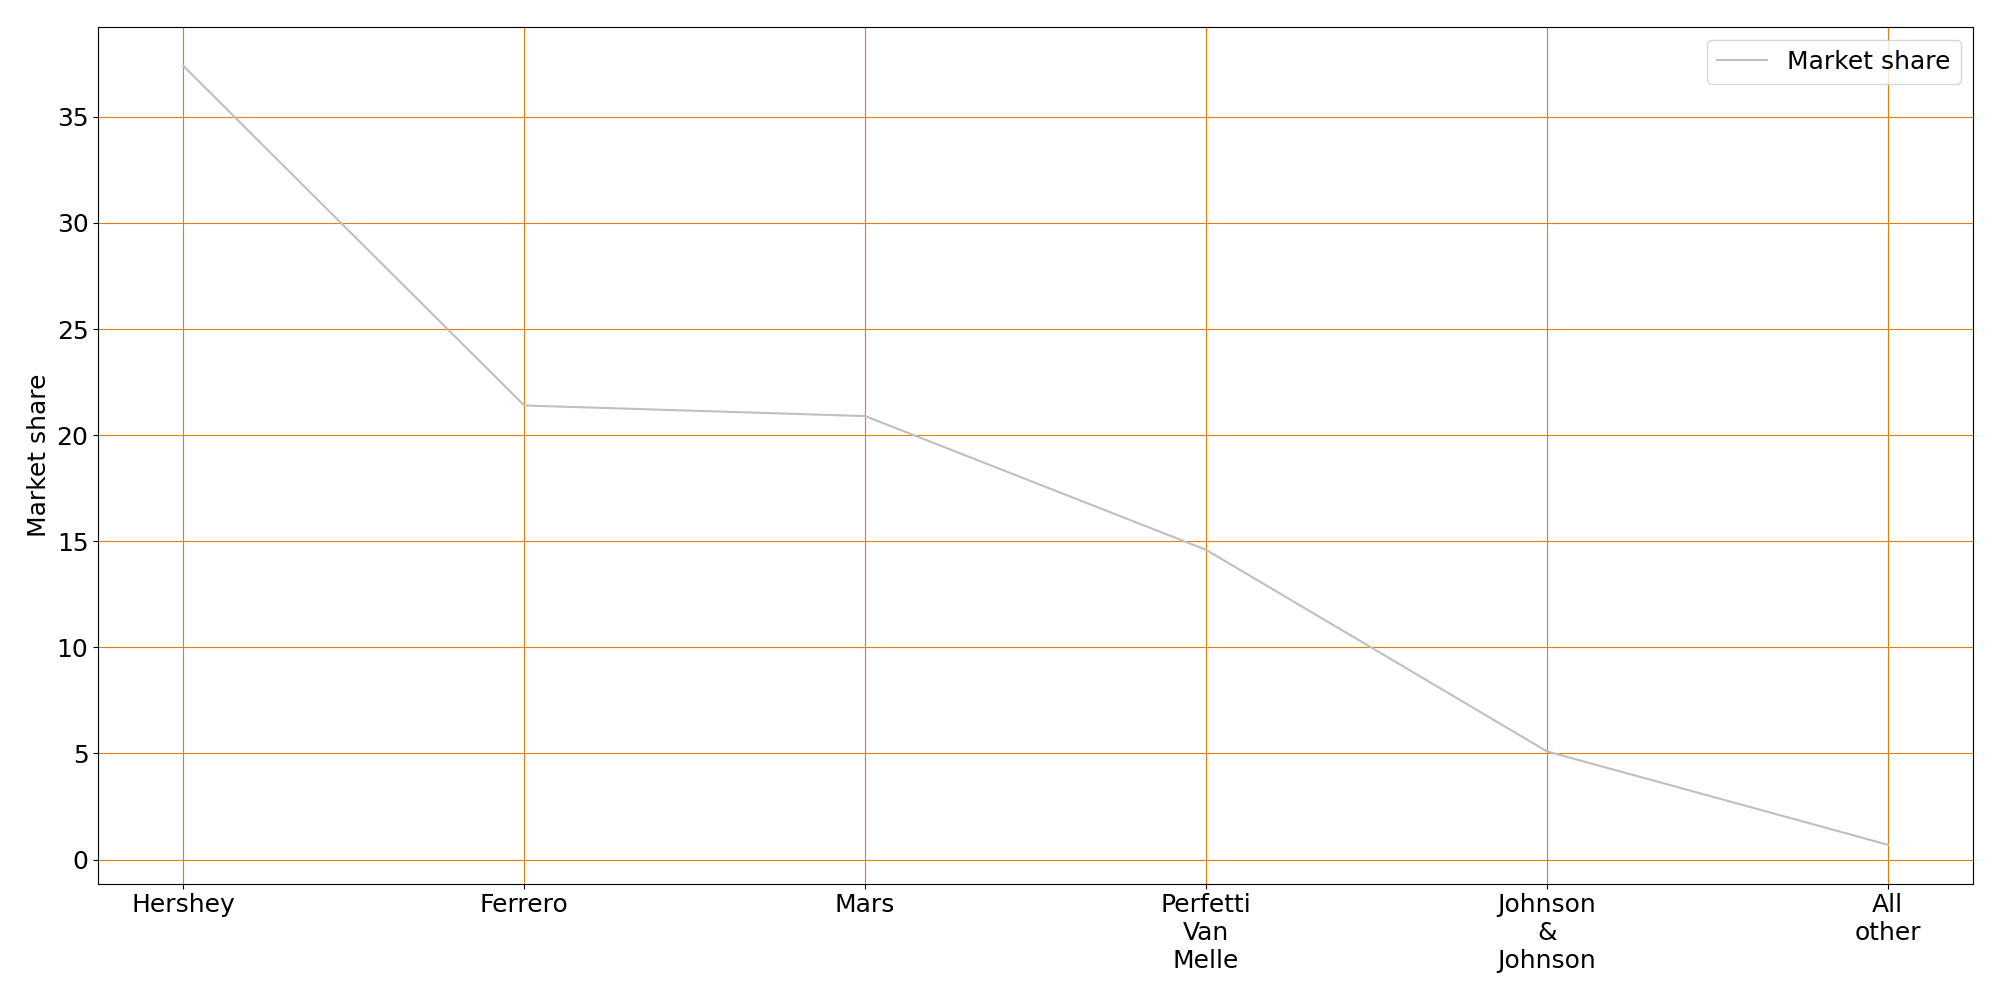 Market share
35
30
25
20
15
10
5
0
Market share
Hershey
Ferrero
Mars
Perfetti
Van
Melle
Johnson
&
Johnson
All
other